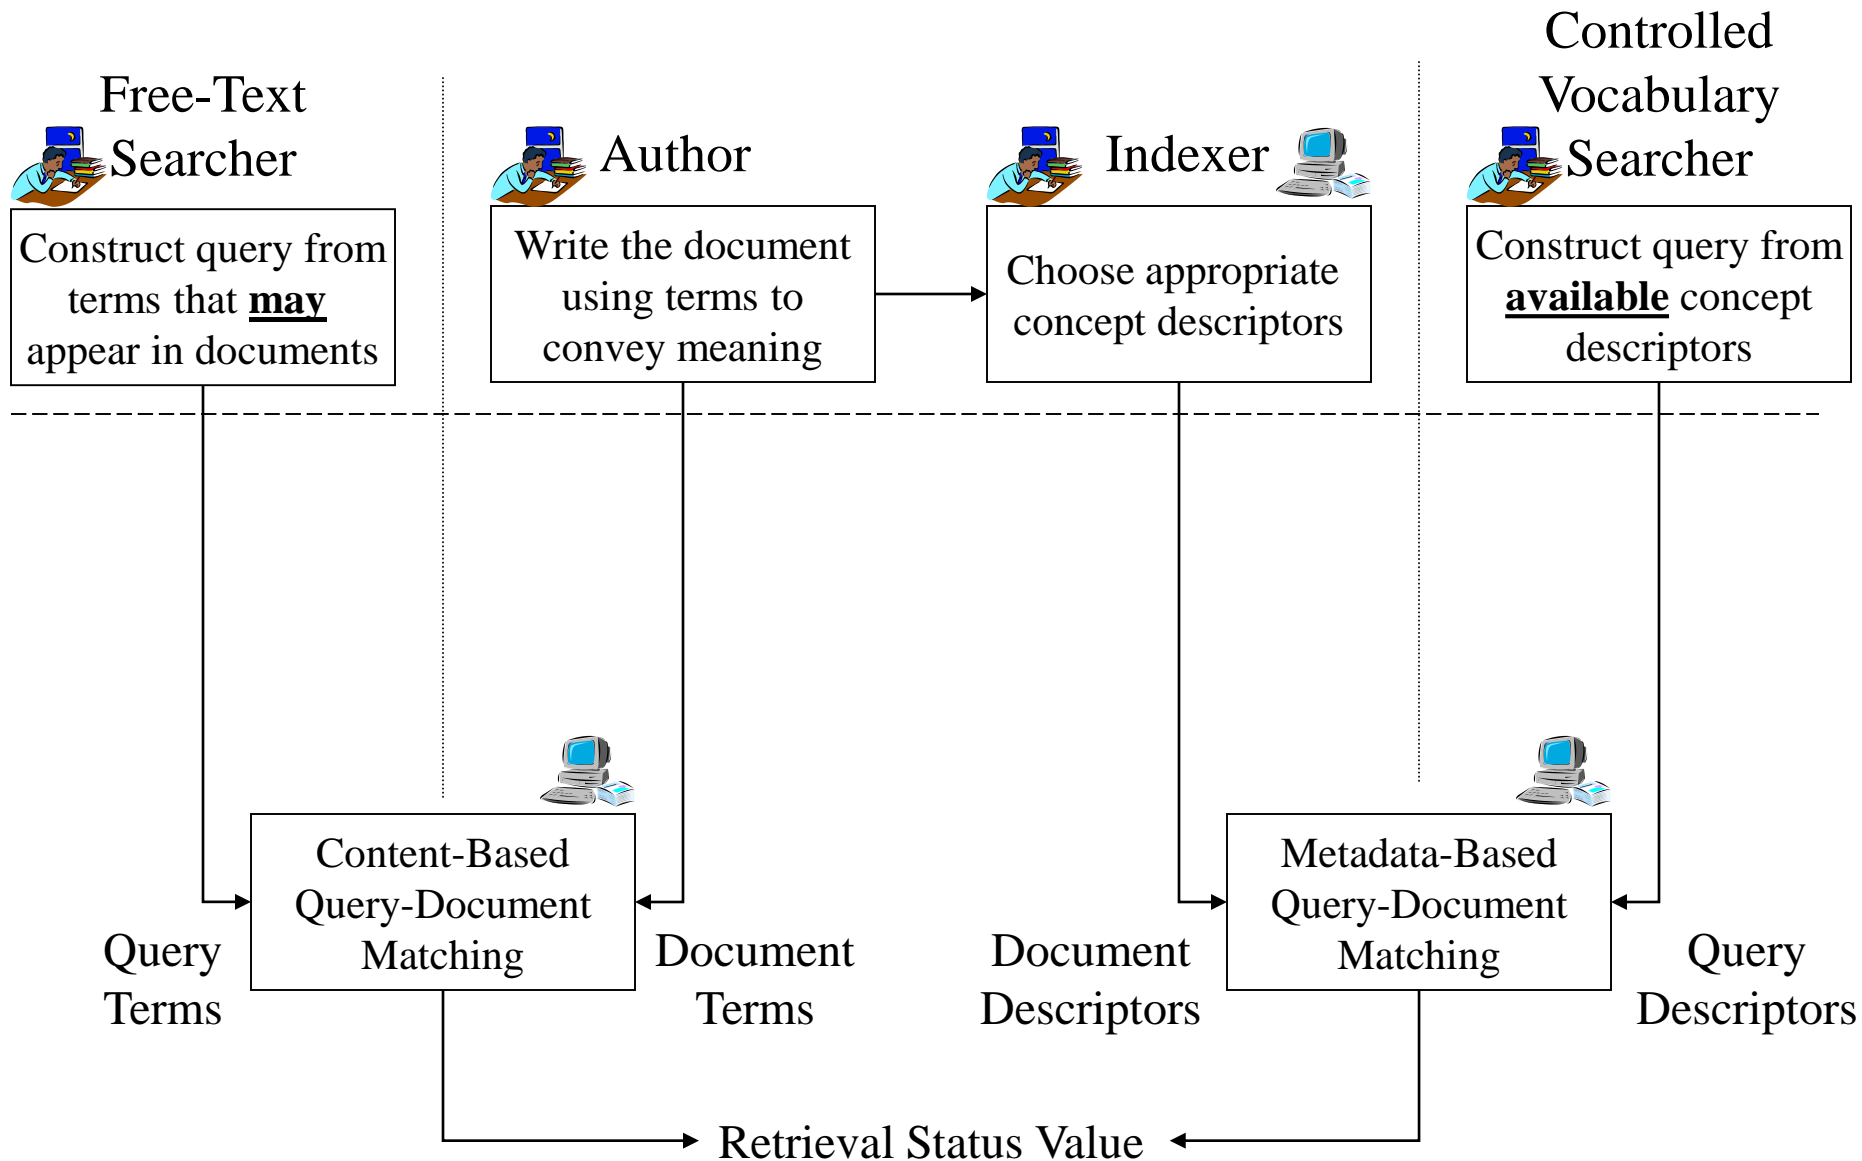 Free-Text
Searcher
Author
Indexer
Controlled
Vocabulary
Searcher
Construct query from
terms that may
appear in documents
Write the document
using terms to
convey meaning
Choose appropriate
concept descriptors
Construct query from
available concept
descriptors
Content-Based
Query-Document
Matching
Metadata-Based
Query-Document
Matching
Query
Terms
Document
Terms
Document
Descriptors
Query
Descriptors
Retrieval Status Value